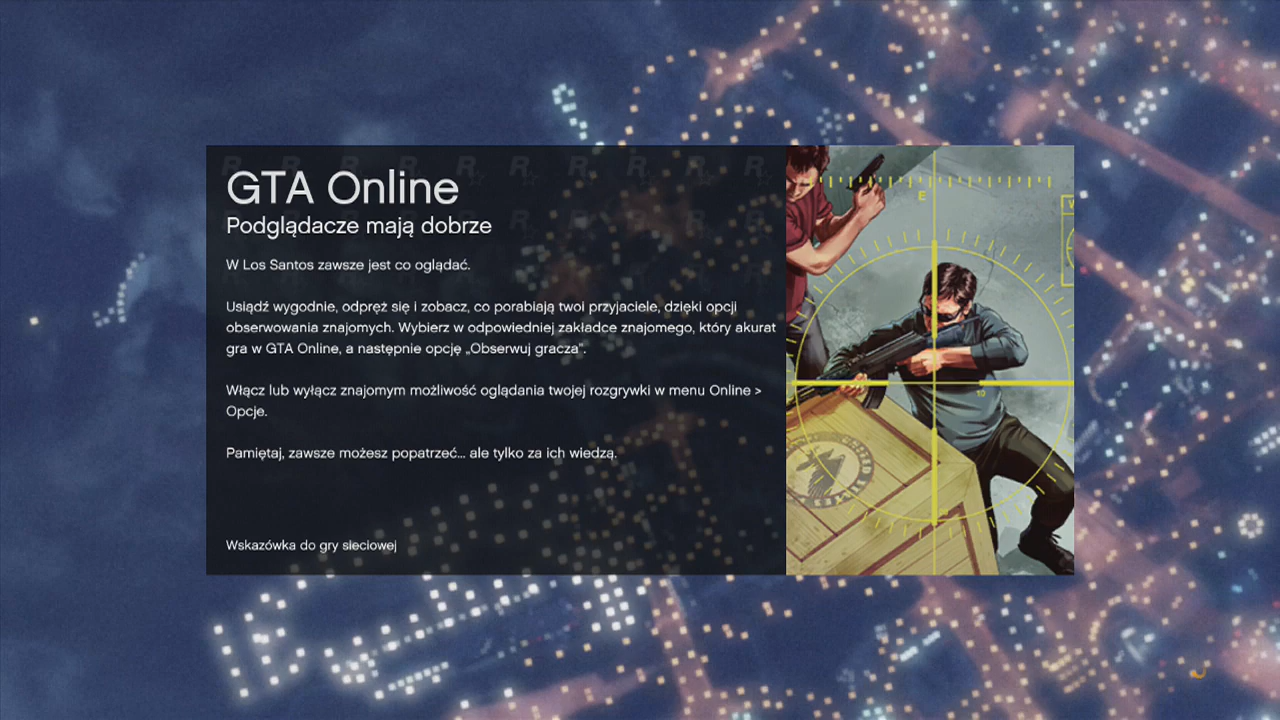 GTA Online
Podglądacze mają dobrze
W Los Santos zawsze jest co oglądać.
Usiądź wygodnie, odpręż się i zobacz, co porabiają twoi przyjaciele, dzięki opcji
obserwowania znajomych. Wybierz w odpowiedniej zakładce znajomego, który akurat
gra w GTA Online, a następnie opcję „Obserwuj gracza”.
Włącz lub wyłącz znajomym możliwość oglądania twojej rozgrywki w menu Online >
Opcje.
Pamiętaj, zawsze możesz popatrzeć... ale tylko za ich wiedzą.
Wskazówka do gry sieciowej
E
W
10